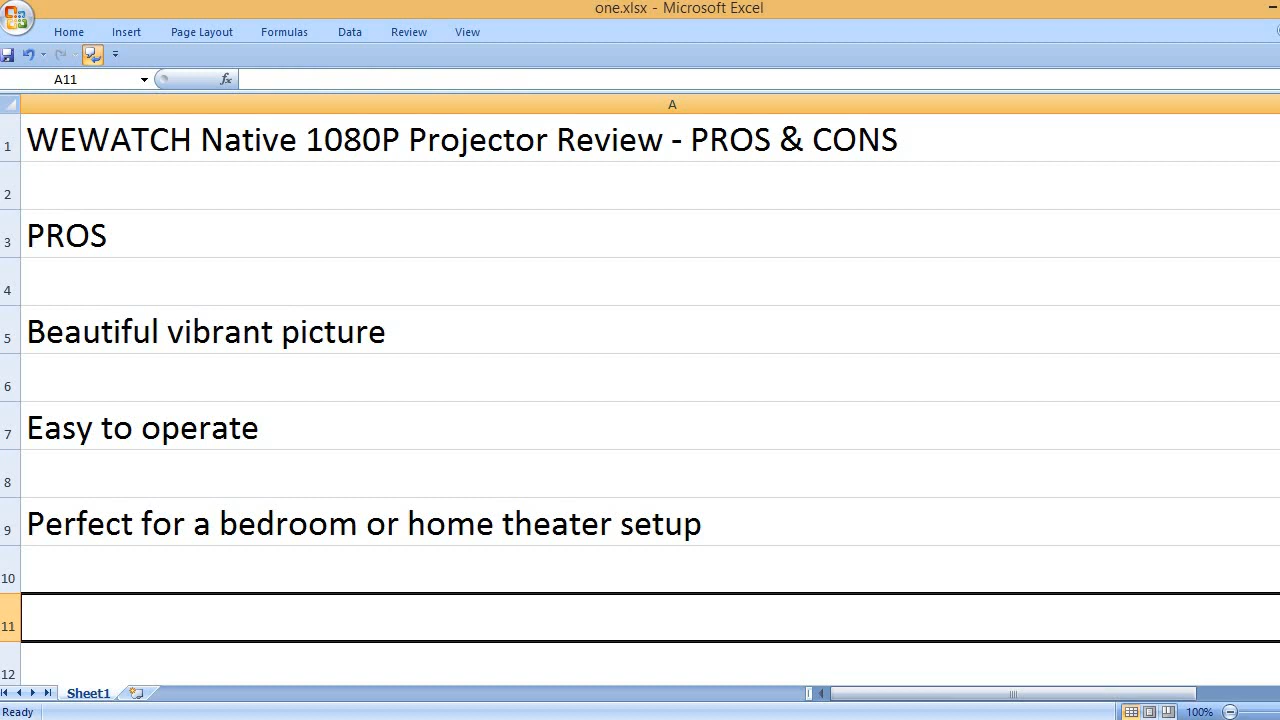 one.xlsx - Microsoft Excel
Home Insert Page Layout Formulas Data Review View
A11 fx
A
1 WEWATCH Native 1080P Projector Review - PROS & CONS
2
3 PROS
4
5 Beautiful vibrant picture
6
7 Easy to operate
8
9 Perfect for a bedroom or home theater setup
10
11
12
Sheet1
Ready 100%